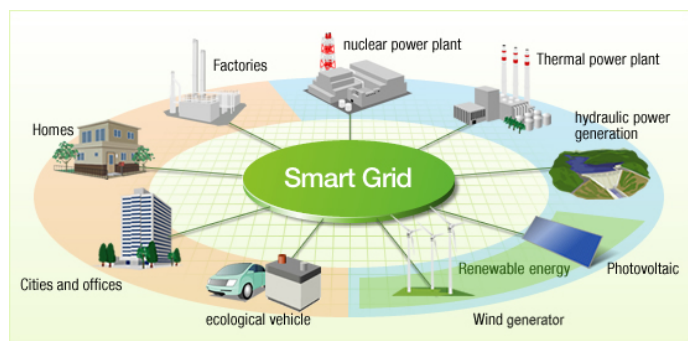 nuclear power plant
Factories
Thermal power plant
Homes
hydraulic power
generation
Smart Grid
Cities and offices
Renewable energy
Photovoltaic
ecological vehicle
Wind generator